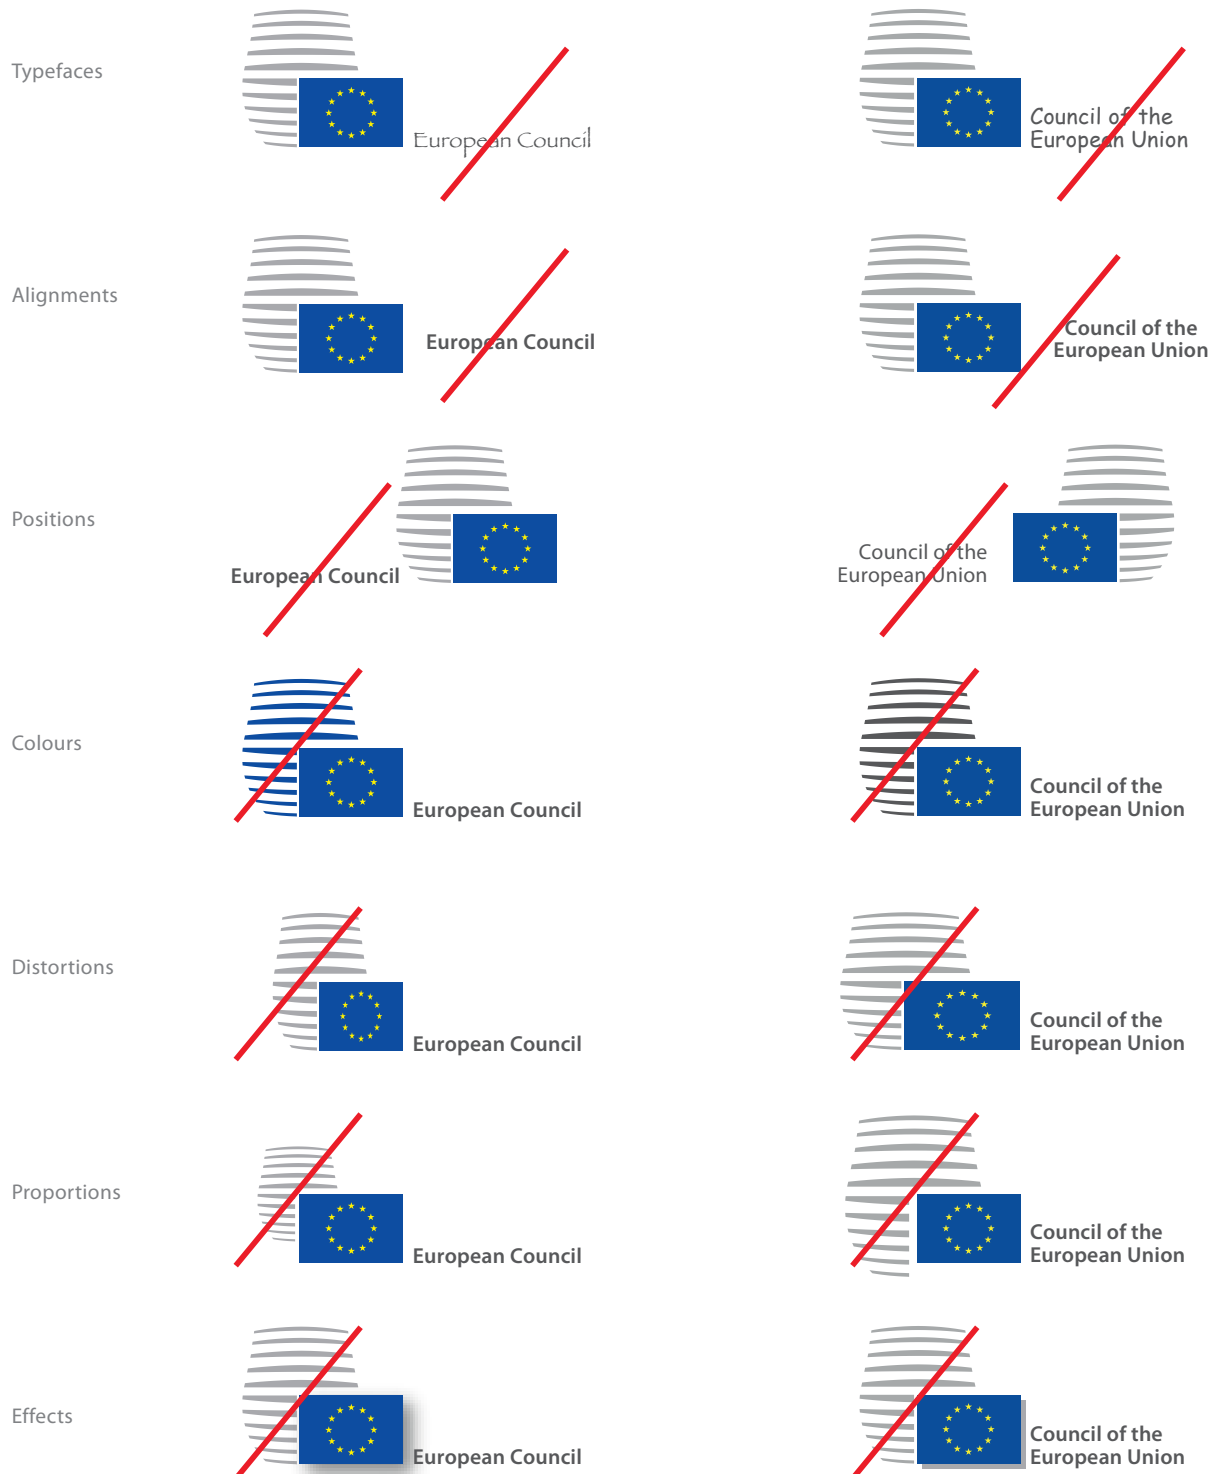 Typefaces
European Council
Council of the
European Union
Alignments
European Council
Council of the
European Union
Positions
European Council
Council of the
European Union
Colours
European Council
Council of the
European Union
Distortions
European Council
Council of the
European Union
Proportions
European Council
Council of the
European Union
Effects
European Council
Council of the
European Union